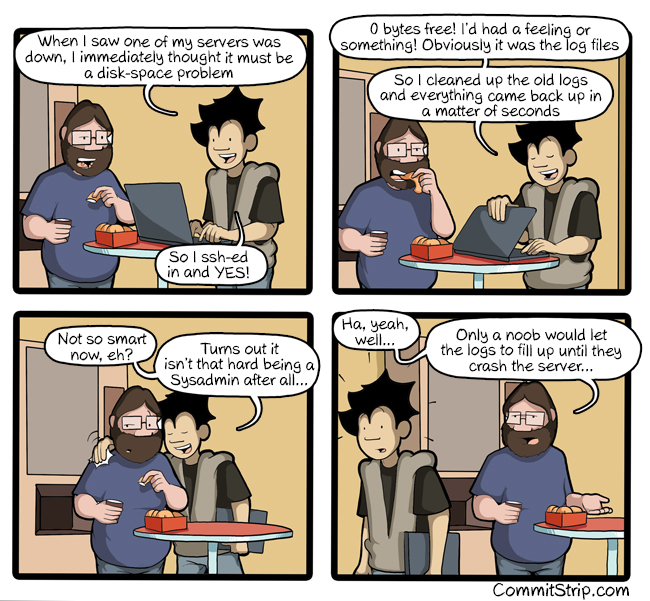 When I saw one of my servers was
down, I immediately thought it must be
a disk-space problem
So I ssh-ed
in and YES!
0 bytes free! I'd had a feeling or
something! Obviously it was the log files
So I cleaned up the old logs
and everything came back up in
a matter of seconds
Not so smart
now, eh?
Turns out it
isn't that hard being a
Sysadmin after all...
Ha, yeah,
well...
Only a noob would let
the logs to fill up until they
crash the server...
CommitStrip.com